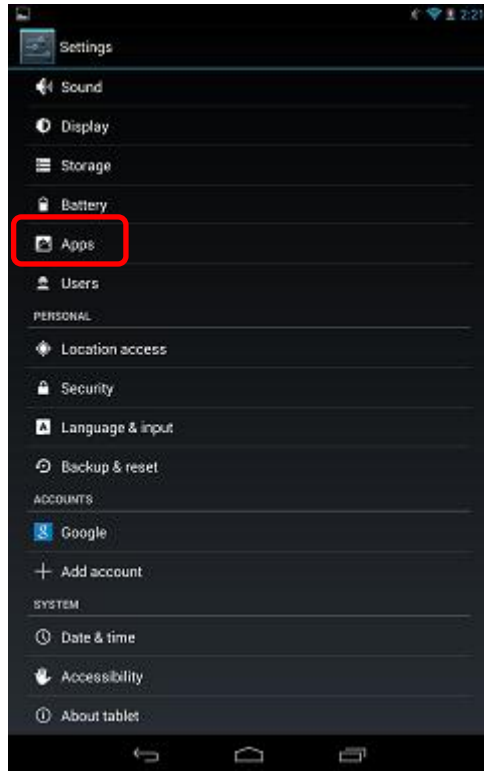 2:21
Settings
Sound
Display
Storage
Battery
Apps
Users
PERSONAL
Location access
Security
A Language & input
Backup & reset
ACCOUNTS
8 Google
Add account
SYSTEM
Date & time
Accessibility
About tablet